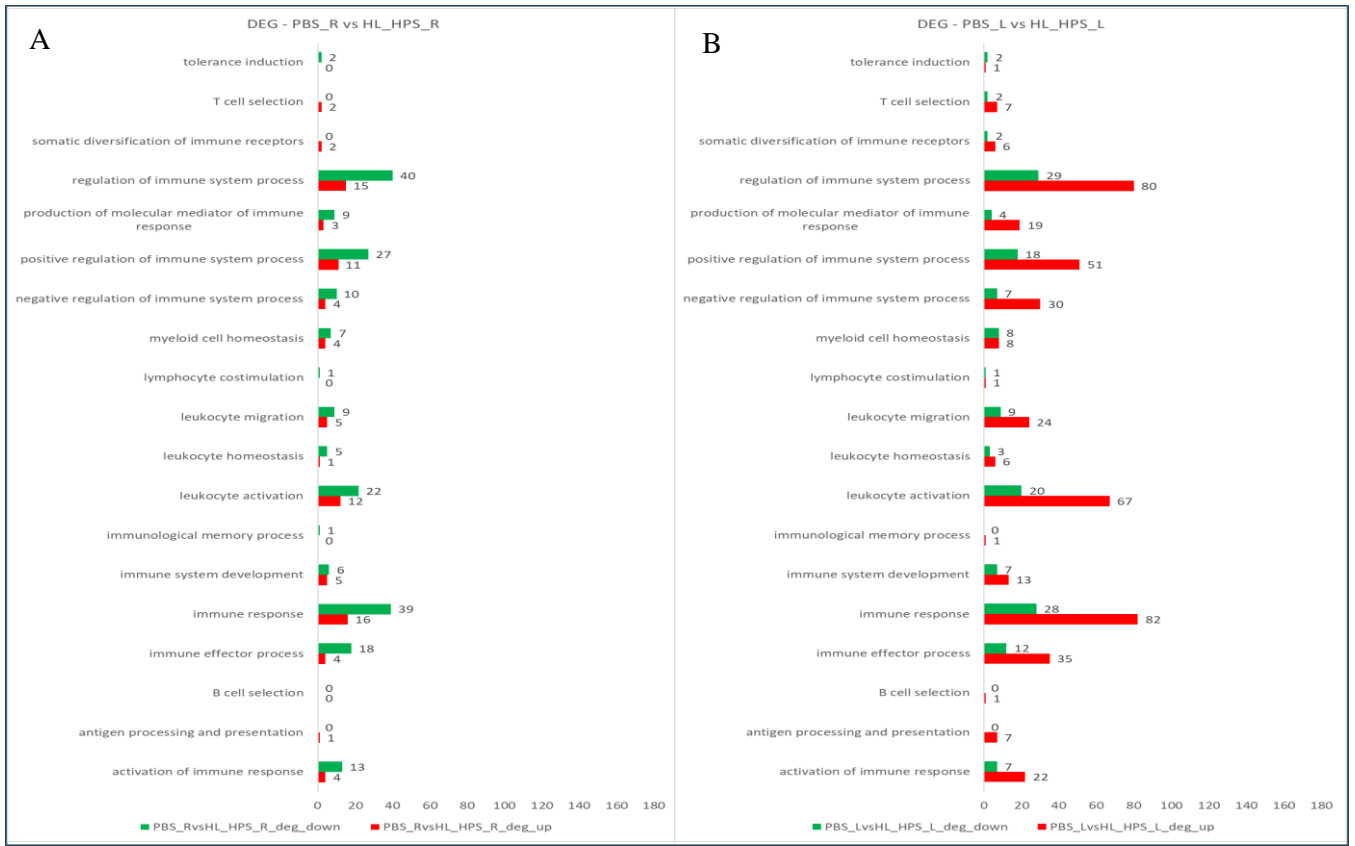 A
DEG - PBS_R vs HL_HPS_R
tolerance induction
2
0
T cell selection
0
2
somatic diversification of immune receptors
0
2
regulation of immune system process
40
15
production of molecular mediator of immune
response
9
3
positive regulation of immune system process
27
11
negative regulation of immune system process
10
4
myeloid cell homeostasis
7
4
lymphocyte costimulation
1
0
leukocyte migration
9
5
leukocyte homeostasis
5
1
leukocyte activation
22
12
immunological memory process
1
0
immune system development
6
5
immune response
39
16
immune effector process
18
4
B cell selection
0
0
antigen processing and presentation
0
1
activation of immune response
13
4
0 20 40 60 80 100 120 140 160 180
PBS_RvsHL_HPS_R_deg_down PBS_RvsHL_HPS_R_deg_up
B
DEG - PBS_L vs HL_HPS_L
tolerance induction
2
1
T cell selection
2
7
somatic diversification of immune receptors
2
6
regulation of immune system process
29
80
production of molecular mediator of immune
response
4
19
positive regulation of immune system process
18
51
negative regulation of immune system process
7
30
myeloid cell homeostasis
8
8
lymphocyte costimulation
1
1
leukocyte migration
9
24
leukocyte homeostasis
3
6
leukocyte activation
20
67
immunological memory process
0
1
immune system development
7
13
immune response
28
82
immune effector process
12
35
B cell selection
0
1
antigen processing and presentation
0
7
activation of immune response
7
22
0 20 40 60 80 100 120 140 160 180
PBS_LvsHL_HPS_L_deg_down PBS_LvsHL_HPS_L_deg_up